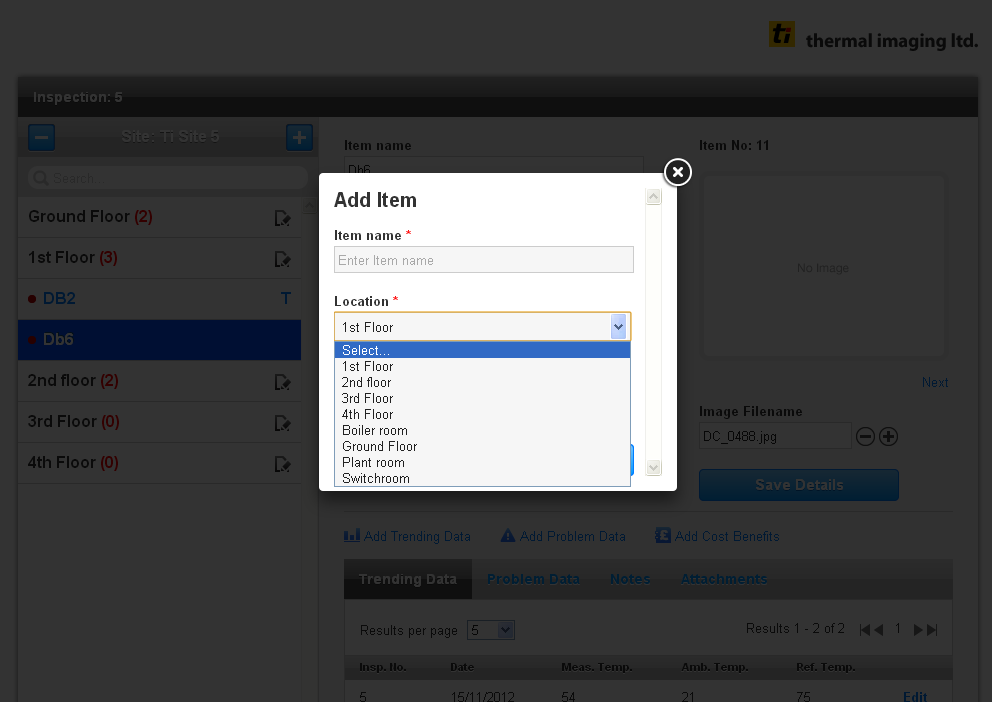 ti thermal imaging ltd.
Inspection: 5
Site: Ti Site 5
Search...
Ground Floor (2)
1st Floor (3)
DB2 T
Db6
2nd floor (2)
3rd Floor (0)
4th Floor (0)
Item name
Db6
Item No: 11
No Image
Next
Image Filename
DC_0488.jpg
Save Details
Add Item
Item name *
Enter Item name
Location *
1st Floor
Select...
1st Floor
2nd floor
3rd Floor
4th Floor
Boiler room
Ground Floor
Plant room
Switchroom
Add Trending Data Add Problem Data Add Cost Benefits
Trending Data Problem Data Notes Attachments
Results per page 5 Results 1 - 2 of 2 1
Insp. No. Date Meas. Temp. Amb. Temp. Ref. Temp.
5 15/11/2012 54 21 75 Edit